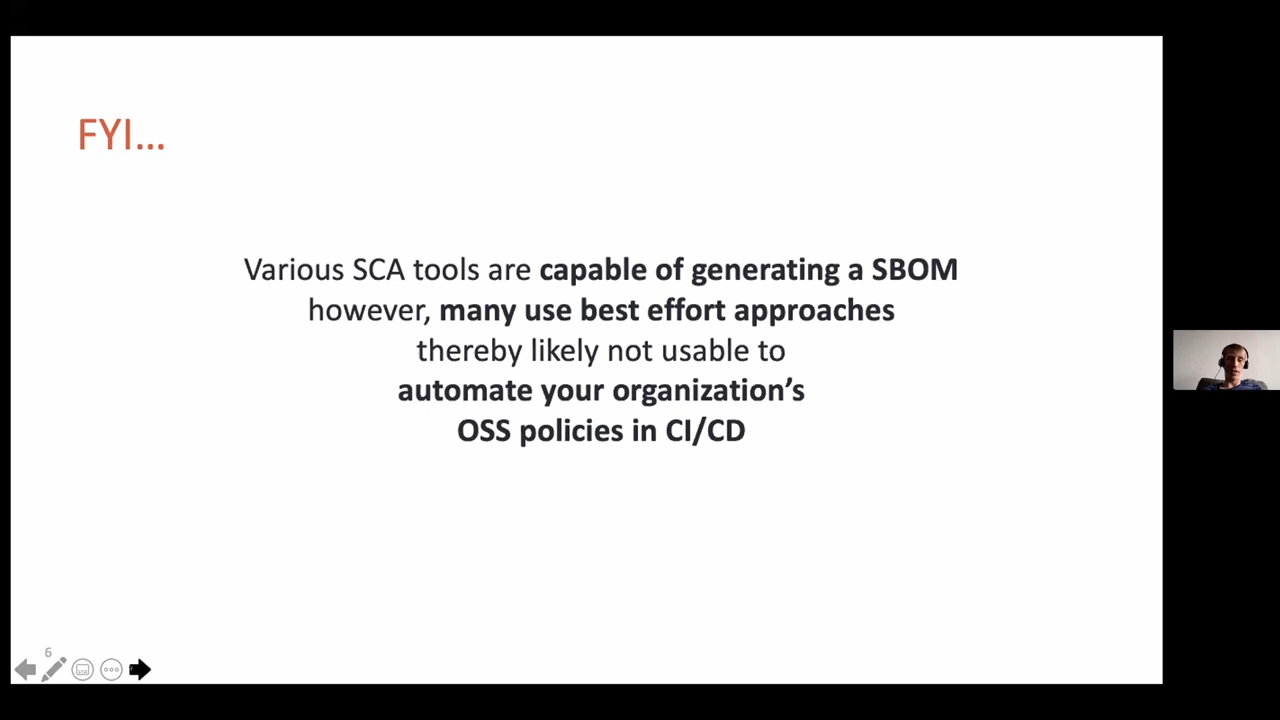 FYI...
Various SCA tools are capable of generating a SBOM
however, many use best effort approaches
thereby likely not usable to
automate your organization’s
OSS policies in CI/CD
6